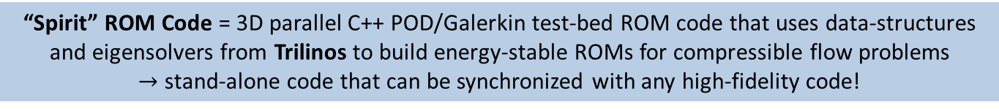 “Spirit” ROM Code = 3D parallel C++ POD/Galerkin test-bed ROM code that uses data-structures
and eigensolvers from Trilinos to build energy-stable ROMs for compressible flow problems
→ stand-alone code that can be synchronized with any high-fidelity code!